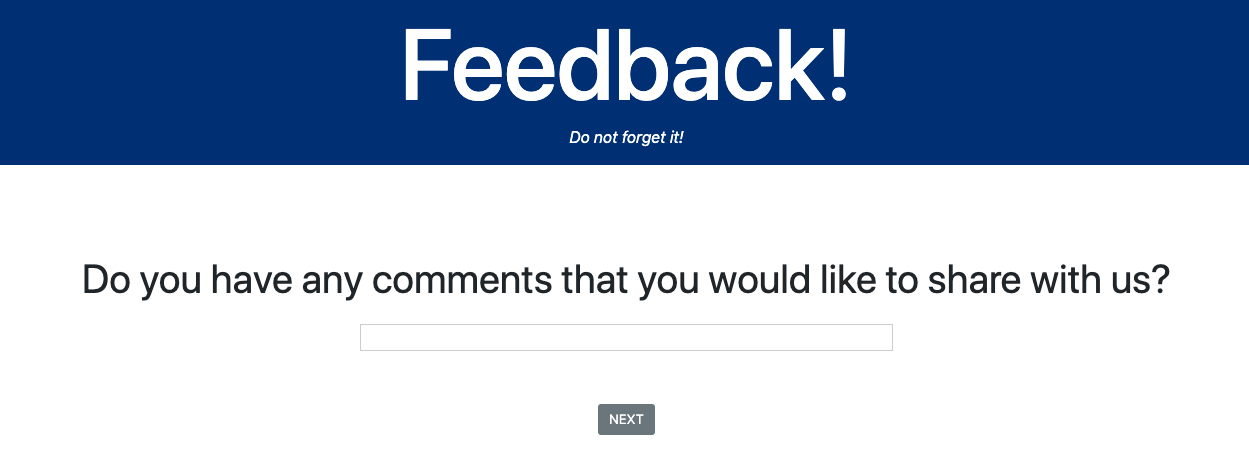 Feedback!
Do not forget it!
Do you have any comments that you would like to share with us?
NEXT